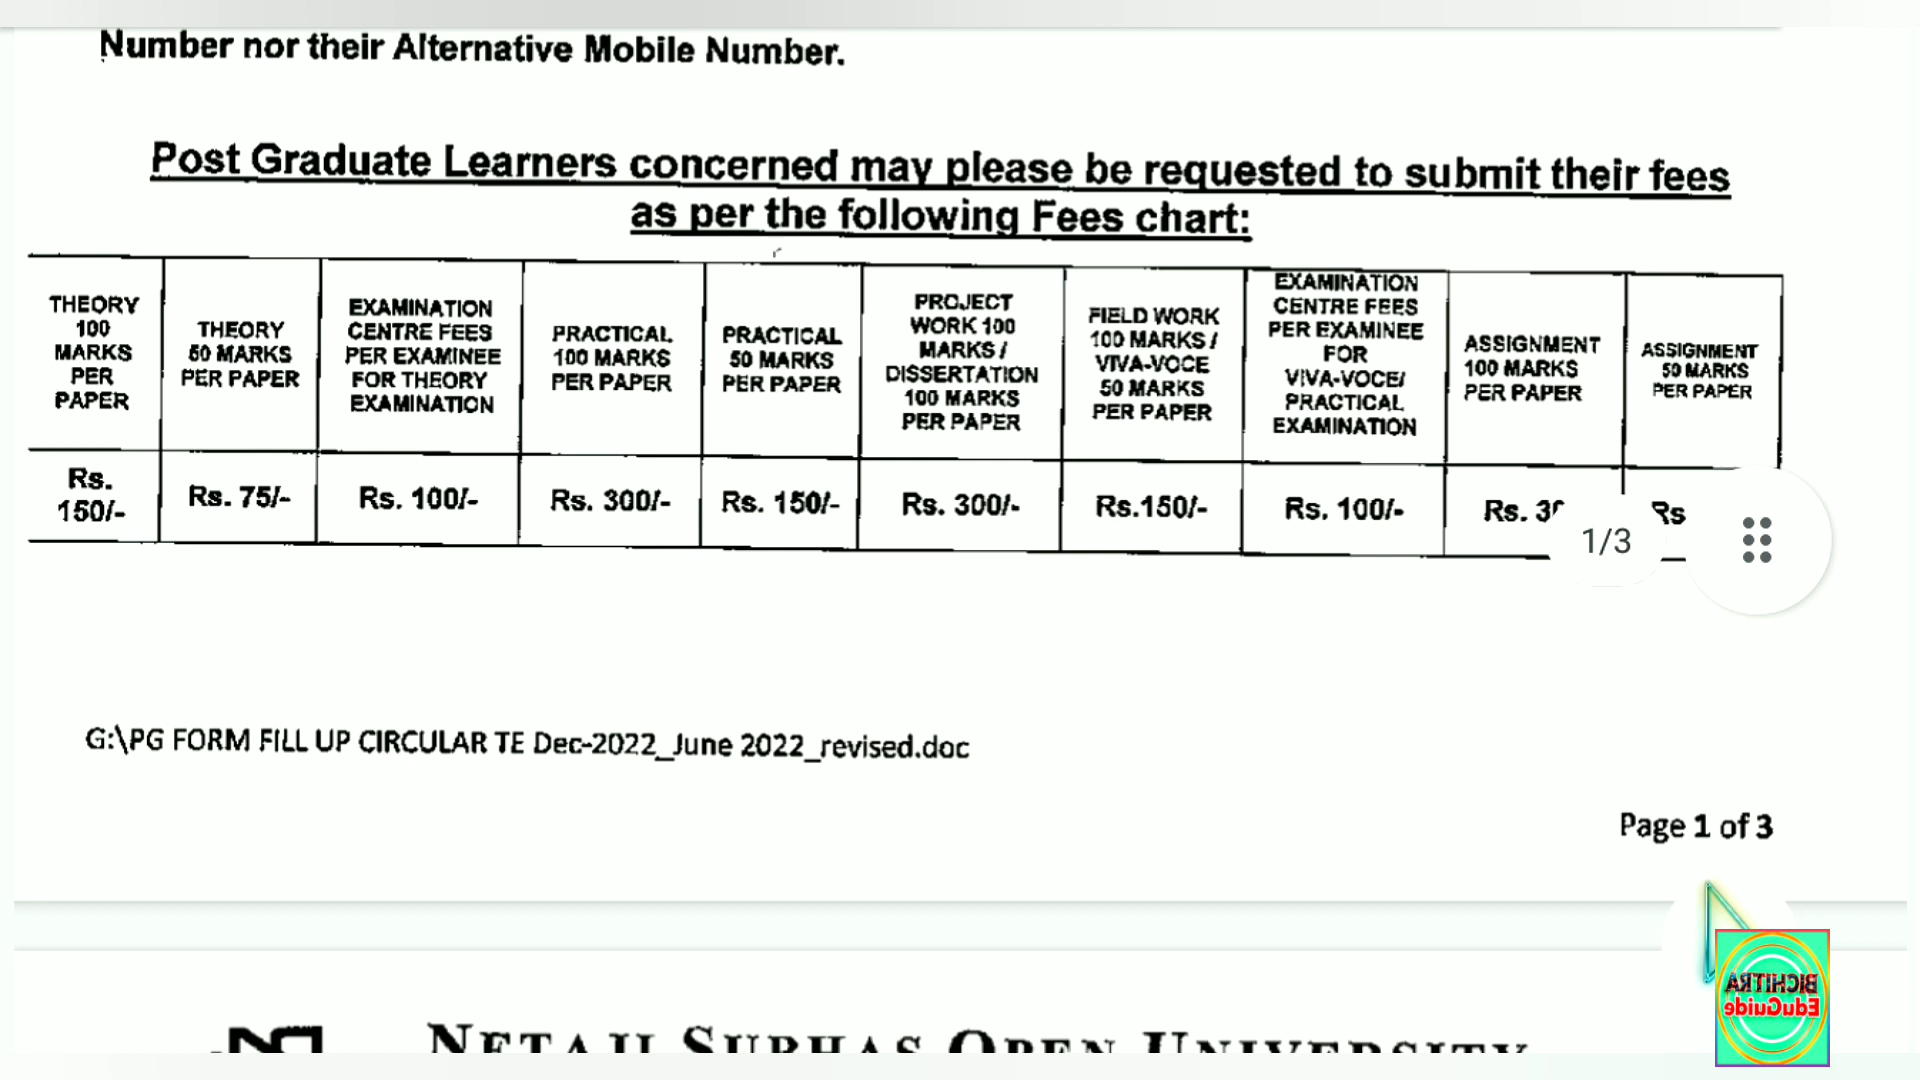 Number nor their Alternative Mobile Number.
Post Graduate Learners concerned may please be requested to submit their fees
as per the following Fees chart:
THEORY
100
MARKS
PER
PAPER
THEORY
50 MARKS
PER PAPER
EXAMINATION
CENTRE FEES
PER EXAMINEE
FOR THEORY
EXAMINATION
PRACTICAL
100 MARKS
PER PAPER
PRACTICAL
50 MARKS
PER PAPER
PROJECT
WORK 100
MARKS /
DISSERTATION
100 MARKS
PER PAPER
FIELD WORK
100 MARKS /
VIVA-VOCE
50 MARKS
PER PAPER
EXAMINATION
CENTRE FEES
PER EXAMINEE
FOR
VIVA-VOCE/
PRACTICAL
EXAMINATION
ASSIGNMENT
100 MARKS
PER PAPER
ASSIGNMENT
50 MARKS
PER PAPER
Rs.
150/-
Rs. 75/-
Rs. 100/-
Rs. 300/-
Rs. 150/-
Rs. 300/-
Rs.150/-
Rs. 100/-
Rs.
Rs
1/3
G:\PG FORM FILL UP CIRCULAR TE Dec-2022_June 2022_revised.doc
Page 1 of 3
BICHITRA
EduGuide
NETAJI SUBHAS OPEN UNIVERSITY